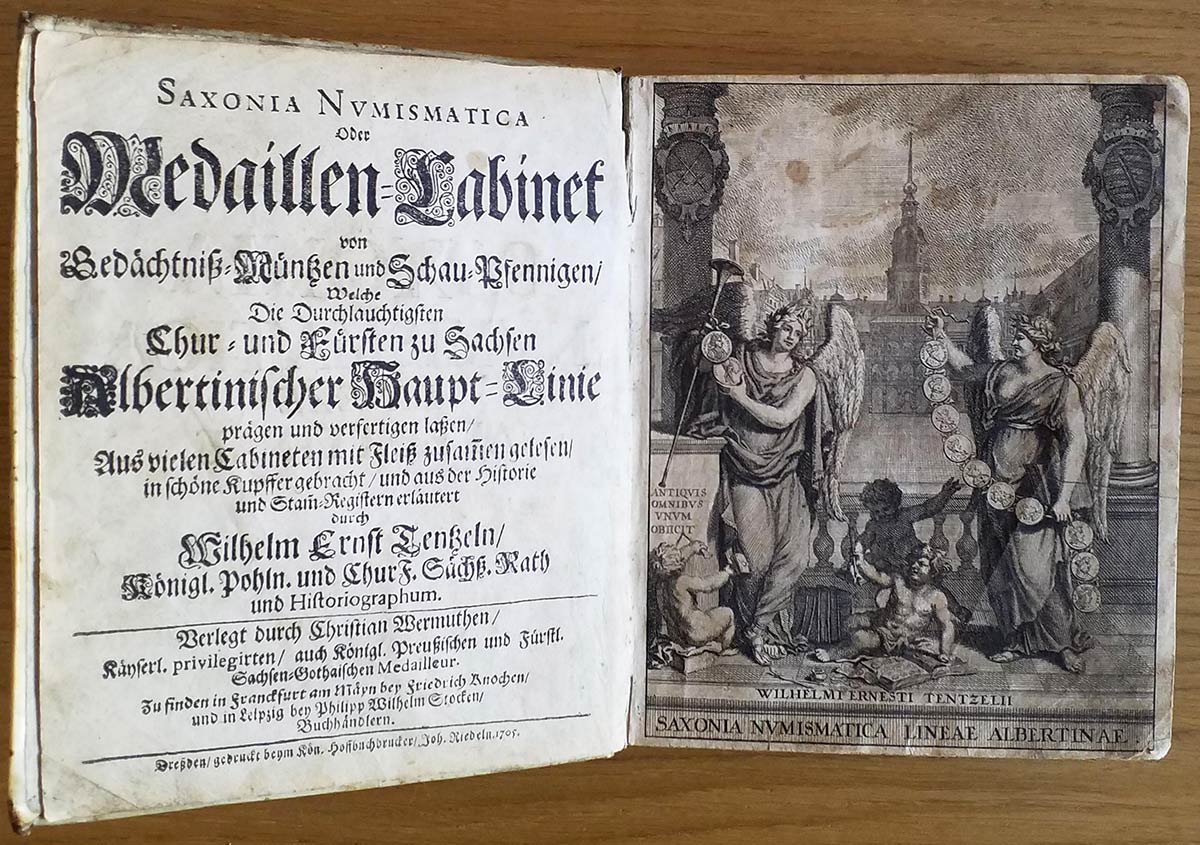 SAXONIA NVMISMATICA
Oder
Medaillen-Cabinet
von
Gedächtniß-Müntzen und Schau-Pfennigen/
Welche
Die Durchlauchtigsten
Chur- und Fürsten zu Sachsen
Albertinischer Haupt-Linie
prägen und verfertigen laßen/
Aus vielen Cabineten mit Fleiß zusam̅en gelesen/
in schöne Kupffer gebracht/ und aus der Historie
und Stam̅-Registern erläutert
durch
Wilhelm Ernst Tentzeln/
Königl. Pohln. und Churf. Sächß. Rath
und Historiographum.
Verlegt durch Christian Wermuthen/
Käyserl. privilegirten/ auch Königl. Preußischen und Fürstl.
Sachsen-Gothaischen Medailleur.
Zu finden in Franckfurt am Mäyn bey Friedrich Knochen/
und in Leipzig bey Philipp Wilhelm Stocken/
Buchhändlern.
Dreßden/ gedruckt beym Kön. Hoffbuchdrucker/ Joh. Riedeln. 1705.
ANTIQVIS
OMNIBVS
VNVM
OBIICIT
WILHELMI ERNESTI TENTZELII
SAXONIA NVMISMATICA LINEAE ALBERTINAE.